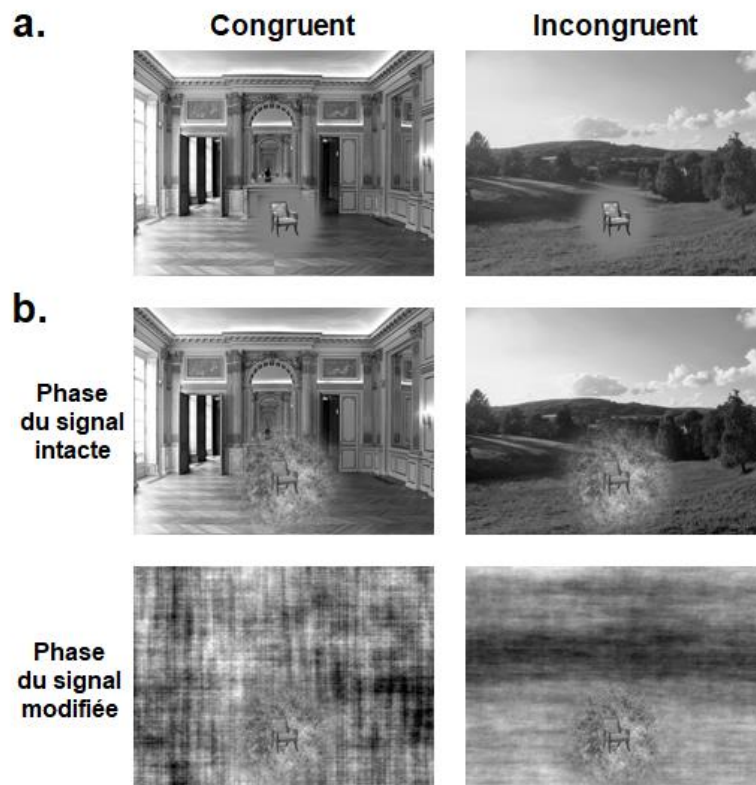 a.
Congruent
Incongruent
b.
Phase
du signal
intacte
Phase
du signal
modifiée